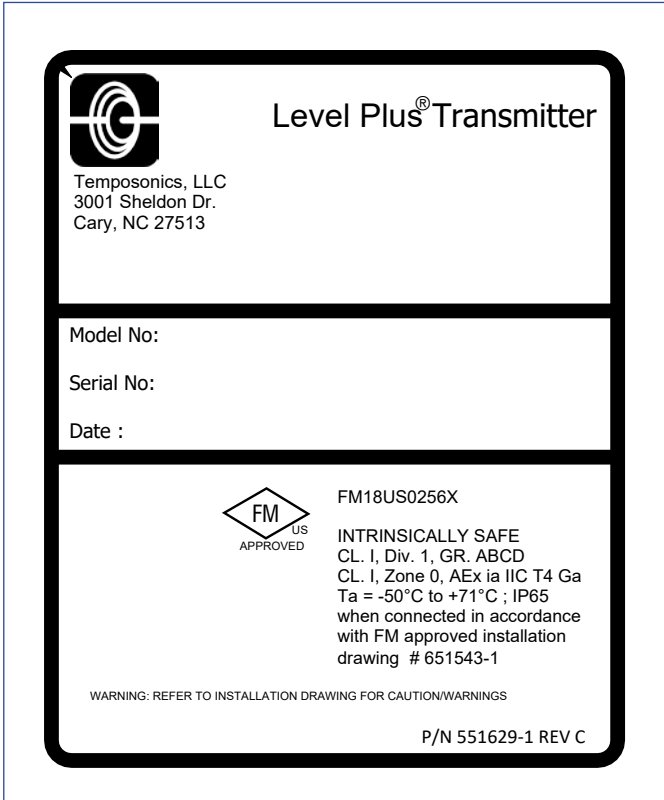 Level Plus® Transmitter
Temposonics, LLC
3001 Sheldon Dr.
Cary, NC 27513
Model No:
Serial No:
Date :
FM
US
APPROVED
FM18US0256X
INTRINSICALLY SAFE
CL. I, Div. 1, GR. ABCD
CL. I, Zone 0, AEx ia IIC T4 Ga
Ta = -50°C to +71°C ; IP65
when connected in accordance
with FM approved installation
drawing # 651543-1
WARNING: REFER TO INSTALLATION DRAWING FOR CAUTION/WARNINGS
P/N 551629-1 REV C